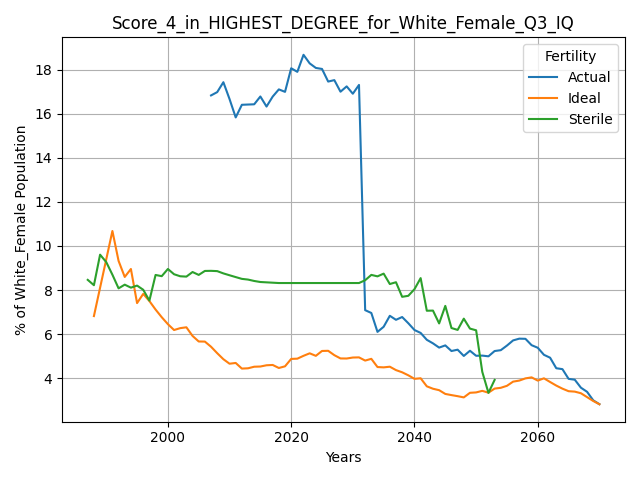 Score_4_in_HIGHEST_DEGREE_for_White_Female_Q3_IQ
% of White_Female Population
18
16
14
12
10
8
6
4
Fertility
Actual
Ideal
Sterile
2000
2020
2040
2060
Years